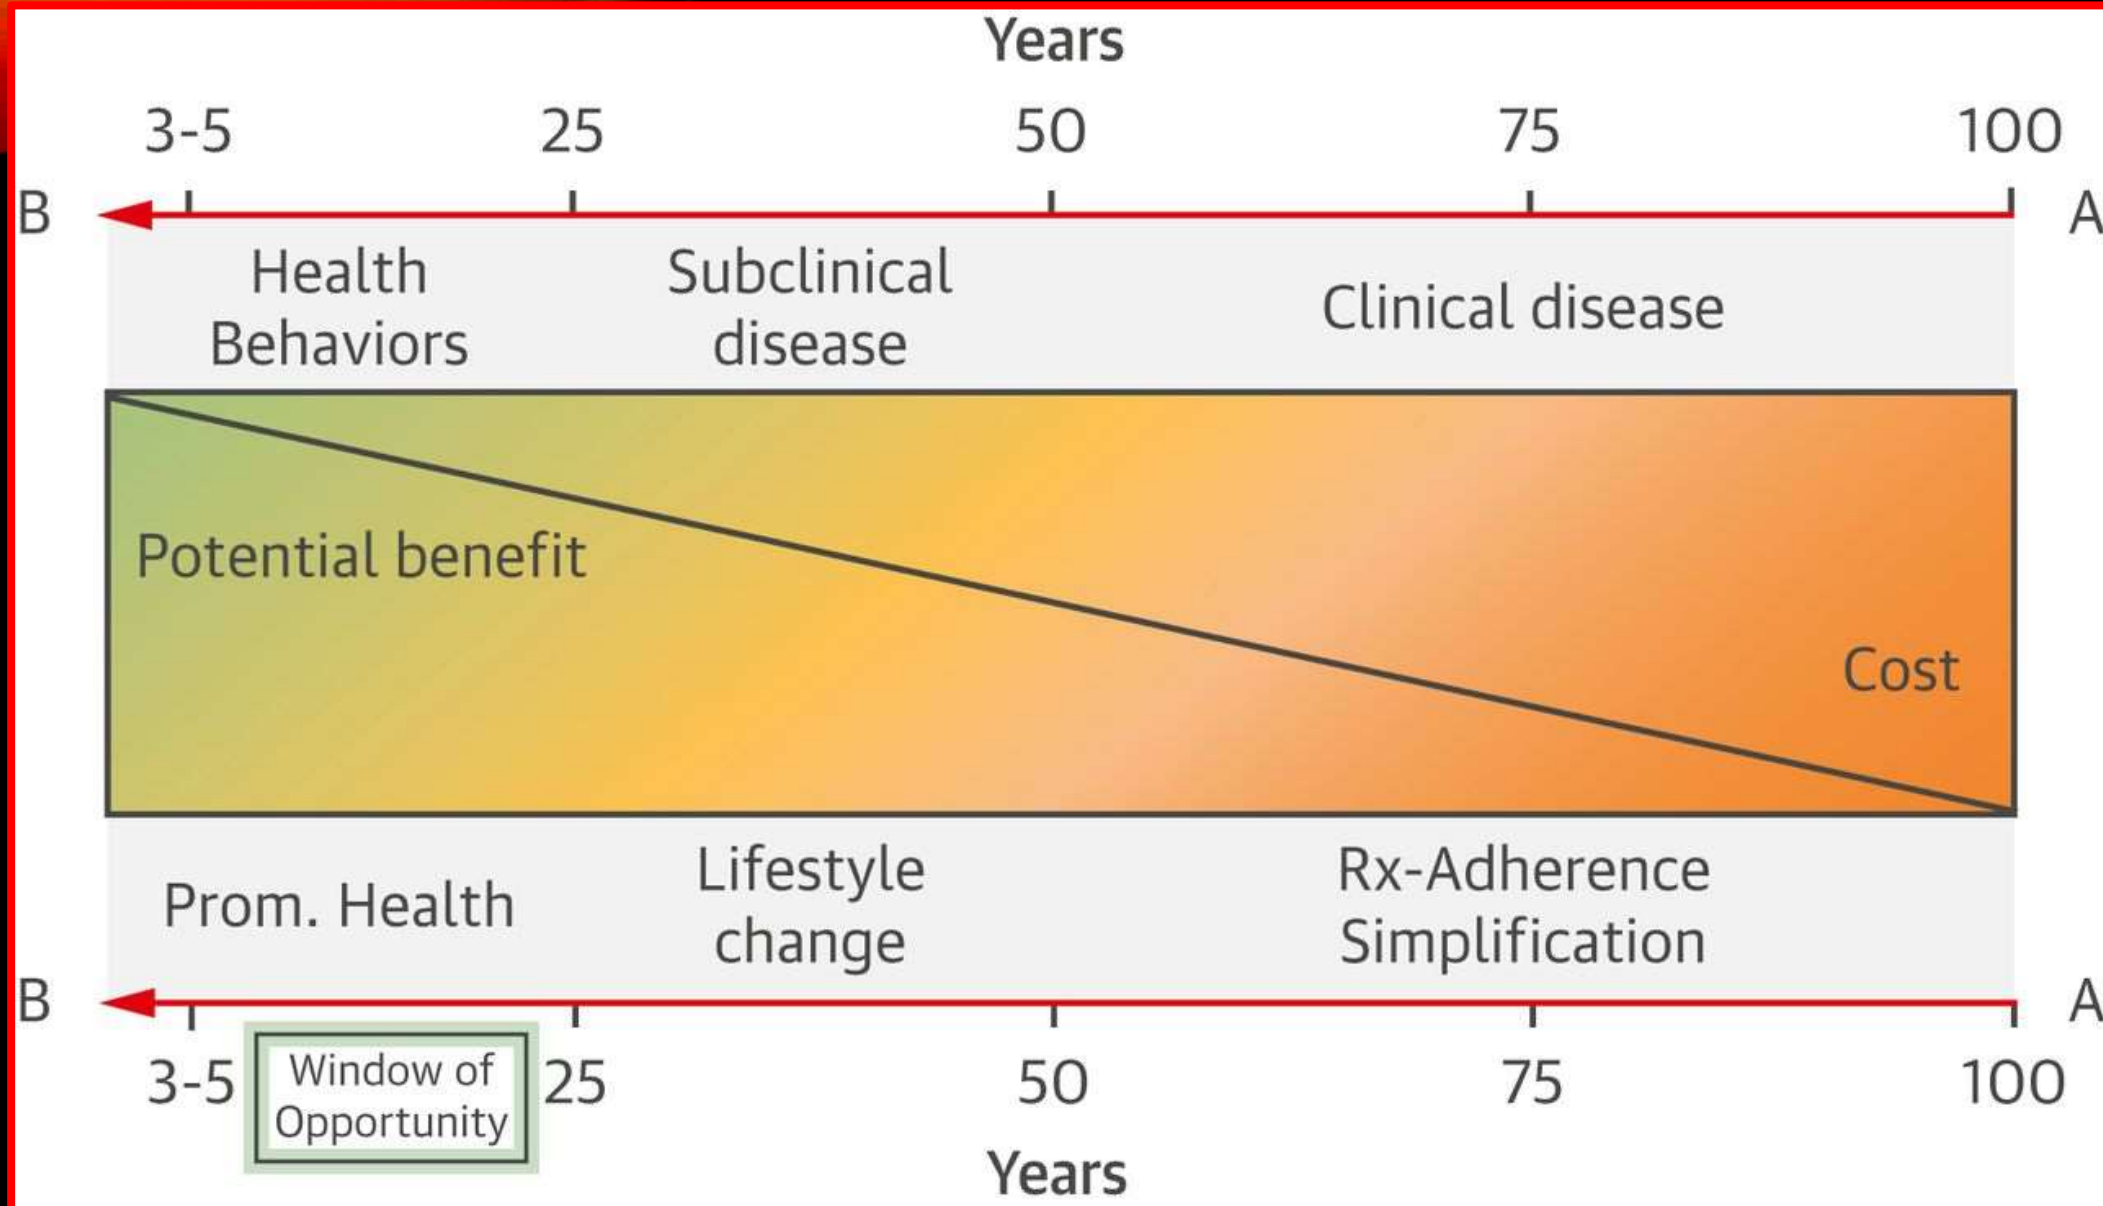 Years
3-5 25 50 75 100
B A
Health Behaviors
Subclinical disease
Clinical disease
Potential benefit
Cost
Prom. Health
Lifestyle change
Rx-Adherence Simplification
B A
3-5 25 50 75 100
Window of Opportunity
Years